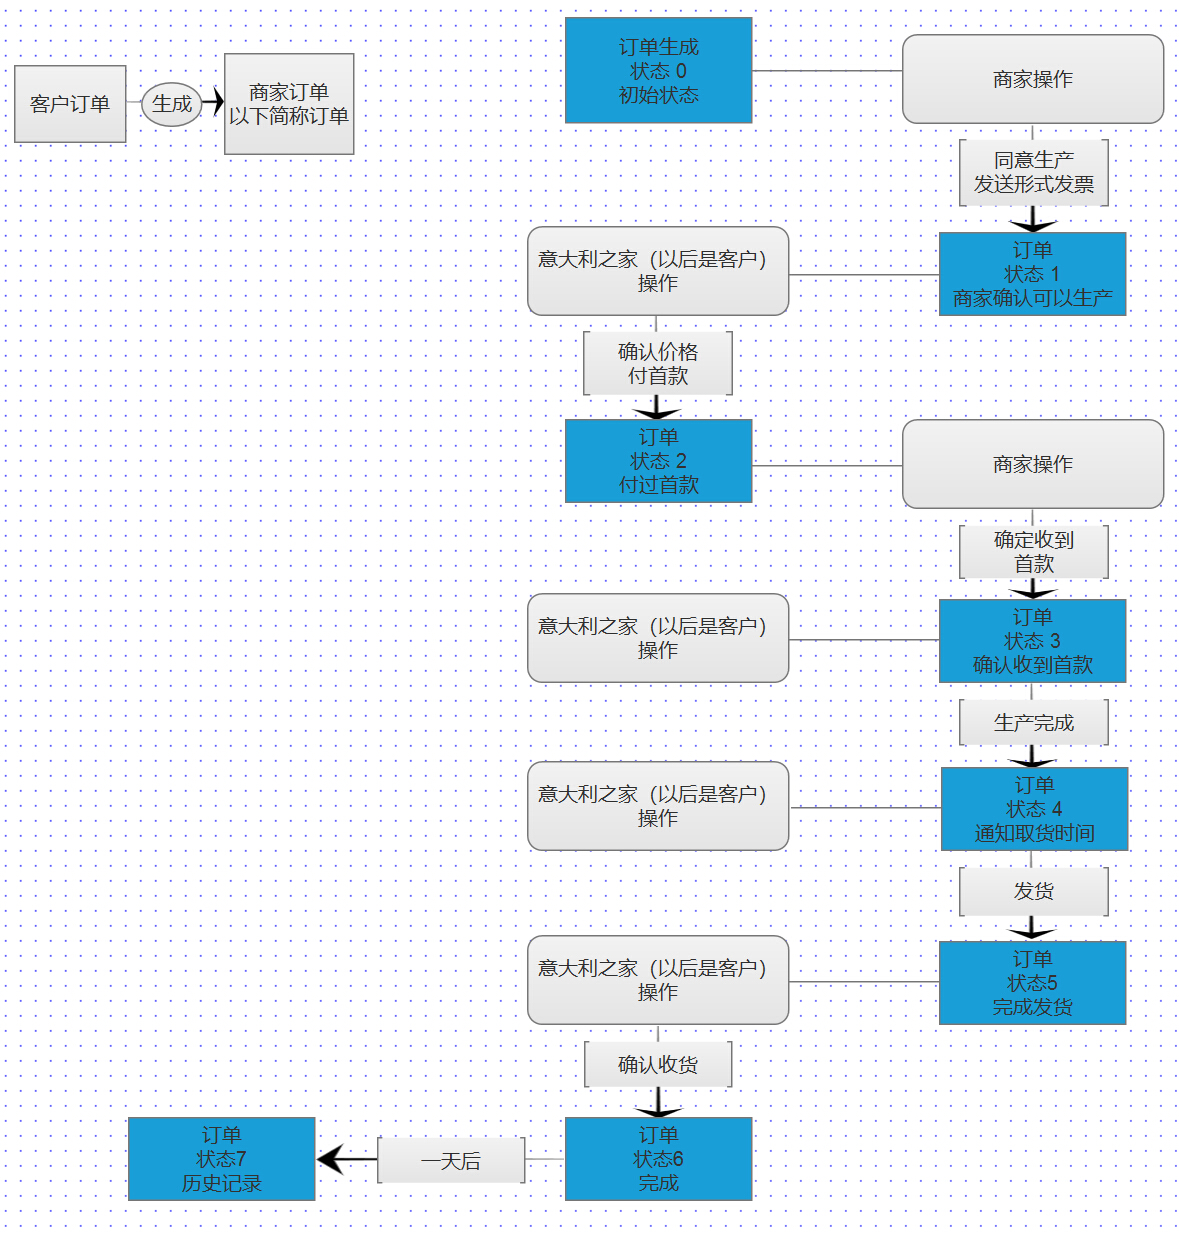 客户订单
生成
商家订单
以下简称订单
订单生成
状态 0
初始状态
商家操作
同意生产
发送形式发票
订单
状态 1
商家确认可以生产
意大利之家（以后是客户）
操作
确认价格
付首款
订单
状态 2
付过首款
商家操作
确定收到
首款
订单
状态 3
确认收到首款
意大利之家（以后是客户）
操作
生产完成
订单
状态 4
通知取货时间
意大利之家（以后是客户）
操作
发货
订单
状态5
完成发货
意大利之家（以后是客户）
操作
确认收货
订单
状态6
完成
一天后
订单
状态7
历史记录